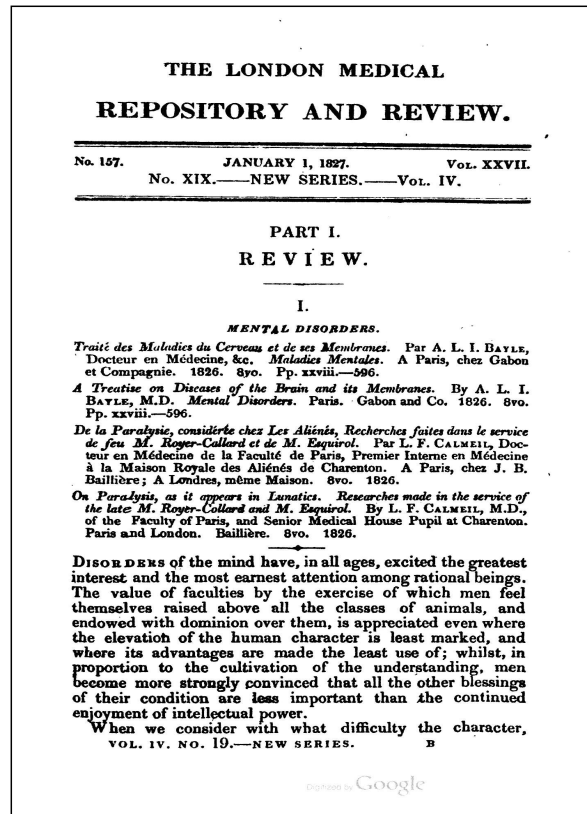 THE LONDON MEDICAL
REPOSITORY AND REVIEW.
No. 157. JANUARY 1, 1827. VOL. XXVII.
No. XIX.——NEW SERIES.——VOL. IV.
PART I.
REVIEW.
I.
MENTAL DISORDERS.
Traité des Maladies du Cerveau et de ses Membranes. Par A. L. I. BAYLE,
Docteur en Médecine, &c. Maladies Mentales. A Paris, chez Gabon
et Compagnie. 1826. 8vo. Pp. xxviii.—596.
A Treatise on Diseases of the Brain and its Membranes. By A. L. I.
BAYLE, M.D. Mental Disorders. Paris. Gabon and Co. 1826. 8vo.
Pp. xxviii.—596.
De la Paralysie, considérée chez Les Aliénés, Recherches faites dans le service
de feu M. Royer-Callard et de M. Esquirol. Par L. F. CALMEIL, Doc-
teur en Médecine de la Faculté de Paris, Premier Interne en Médecine
à la Maison Royale des Aliénés de Charenton. A Paris, chez J. B.
Baillière; A Londres, même Maison. 8vo. 1826.
On Paralysis, as it appears in Lunatics. Researches made in the service of
the late M. Royer-Collard and M. Esquirol. By L. F. CALMEIL, M.D.,
of the Faculty of Paris, and Senior Medical House Pupil at Charenton.
Paris and London. Baillière. 8vo. 1826.
DISORDERS of the mind have, in all ages, excited the greatest
interest and the most earnest attention among rational beings.
The value of faculties by the exercise of which men feel
themselves raised above all the classes of animals, and
endowed with dominion over them, is appreciated even where
the elevation of the human character is least marked, and
where its advantages are made the least use of; whilst, in
proportion to the cultivation of the understanding, men
become more strongly convinced that all the other blessings
of their condition are less important than the continued
enjoyment of intellectual power.
When we consider with what difficulty the character,
VOL. IV. NO. 19.—NEW SERIES. B
Digitized by Google